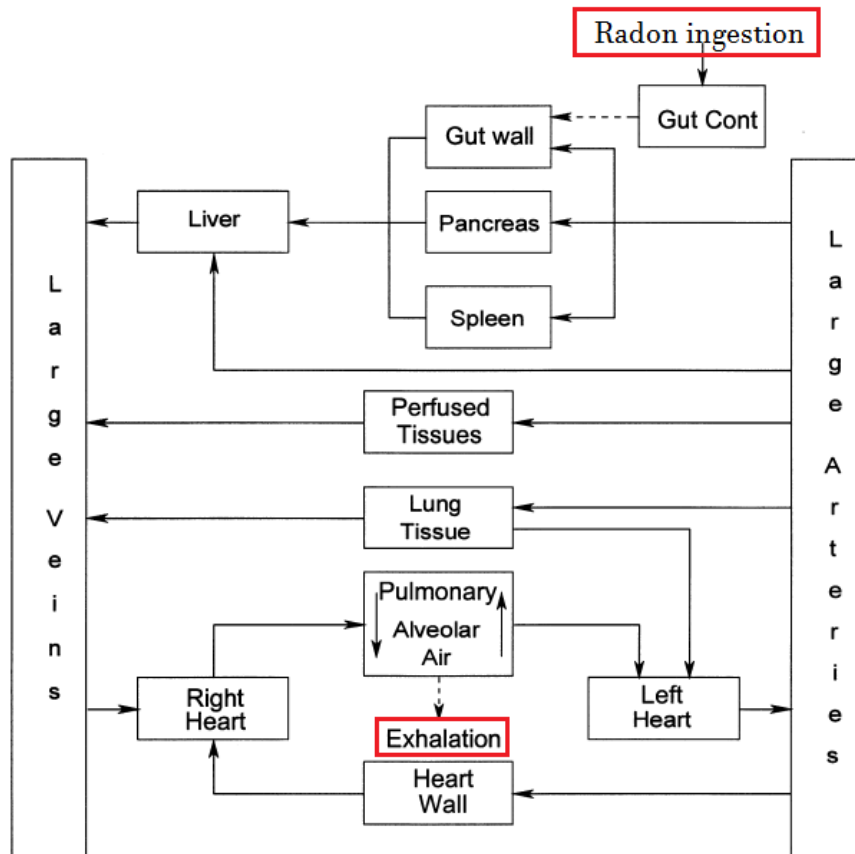 Radon ingestion
Gut Cont
Gut wall
Liver
Pancreas
Spleen
Large Veins
Large Arteries
Perfused
Tissues
Lung
Tissue
Pulmonary
Alveolar
Air
Right
Heart
Left
Heart
Exhalation
Heart
Wall